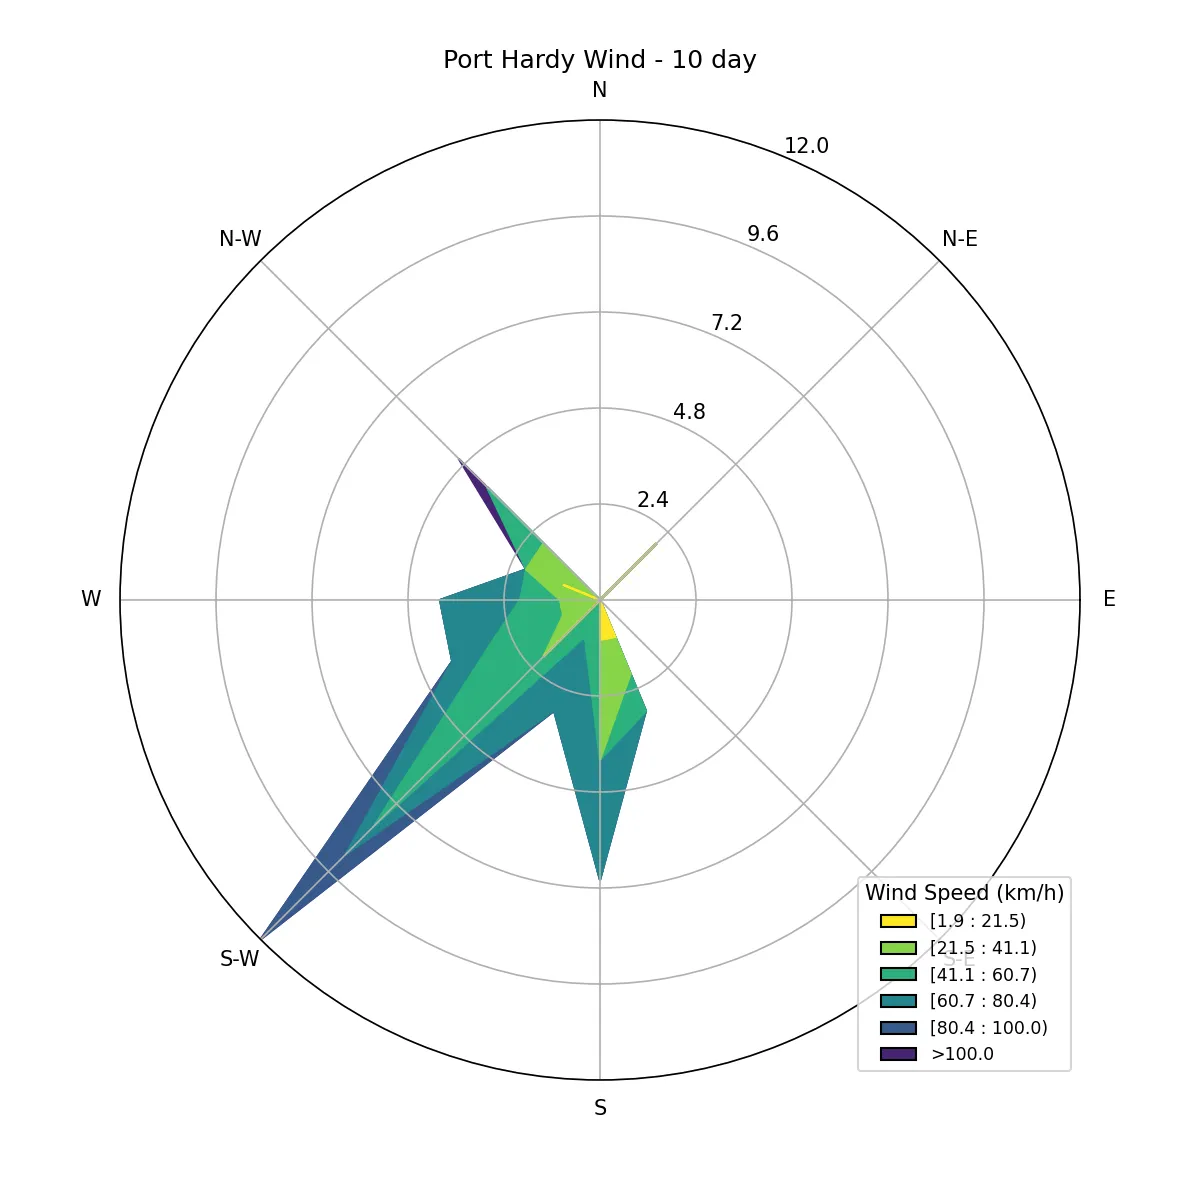 Port Hardy Wind - 10 day
N
12.0
N-W
9.6
N-E
7.2
4.8
2.4
W
E
S-W
S-E
S
Wind Speed (km/h)
[1.9 : 21.5)
[21.5 : 41.1)
[41.1 : 60.7)
[60.7 : 80.4)
[80.4 : 100.0)
>100.0